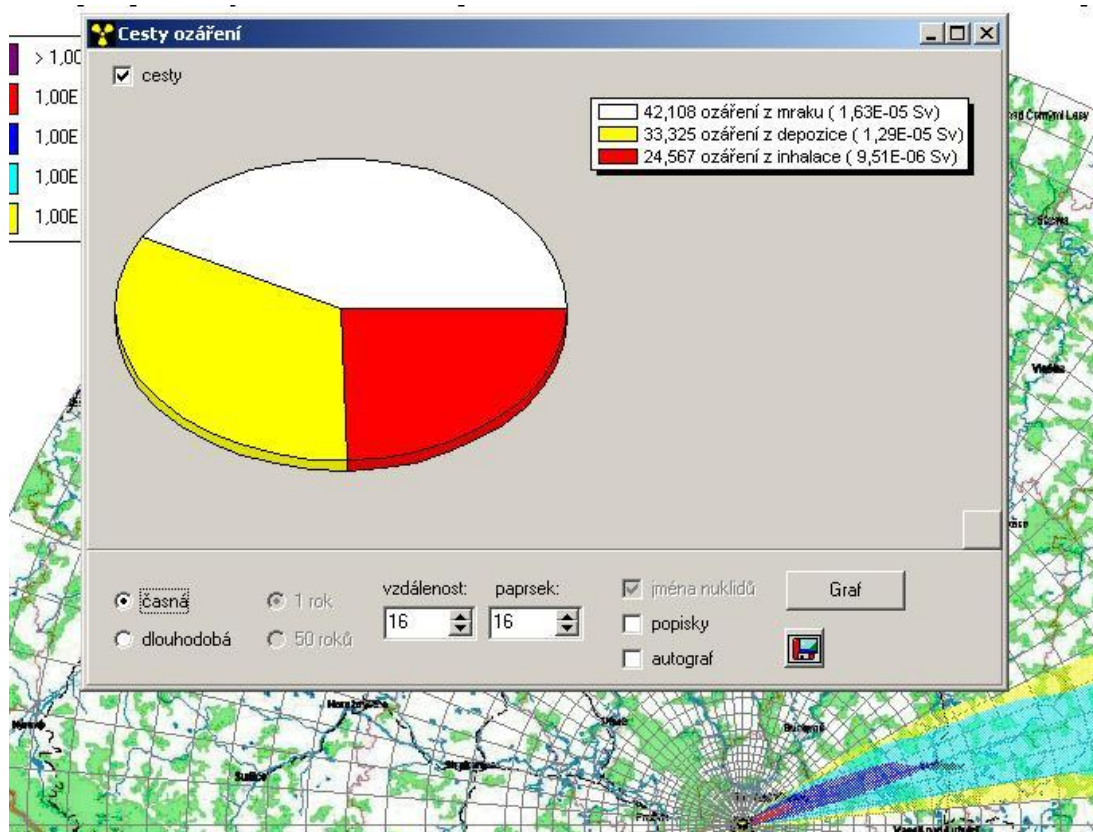 Cesty ozáření
cesty
> 1,00
1,00E
1,00E
1,00E
1,00E
42,108 ozáření z mraku ( 1,63E-05 Sv)
33,325 ozáření z depozice ( 1,29E-05 Sv)
24,567 ozáření z inhalace ( 9,51E-06 Sv)
časná
1 rok
vzdálenost:
paprsek:
jména nuklidů
Graf
16
16
dlouhodobá
50 roků
popisky
autograf